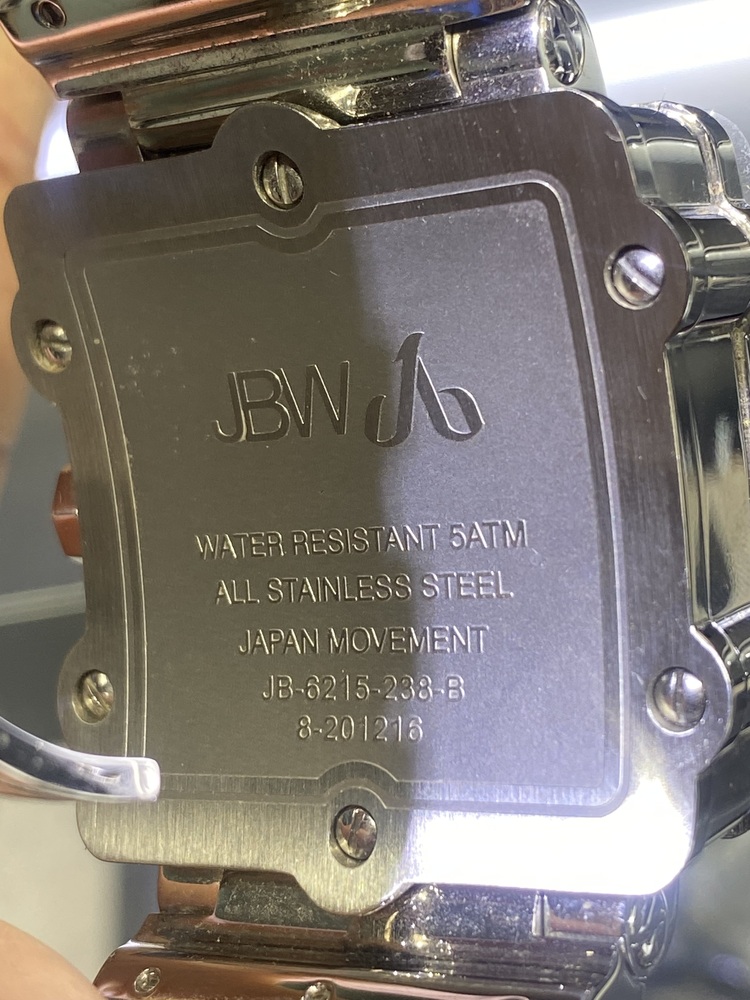 JBW
WATER RESISTANT 5ATM
ALL STAINLESS STEEL
JAPAN MOVEMENT
JB-6215-238-B
8-201216